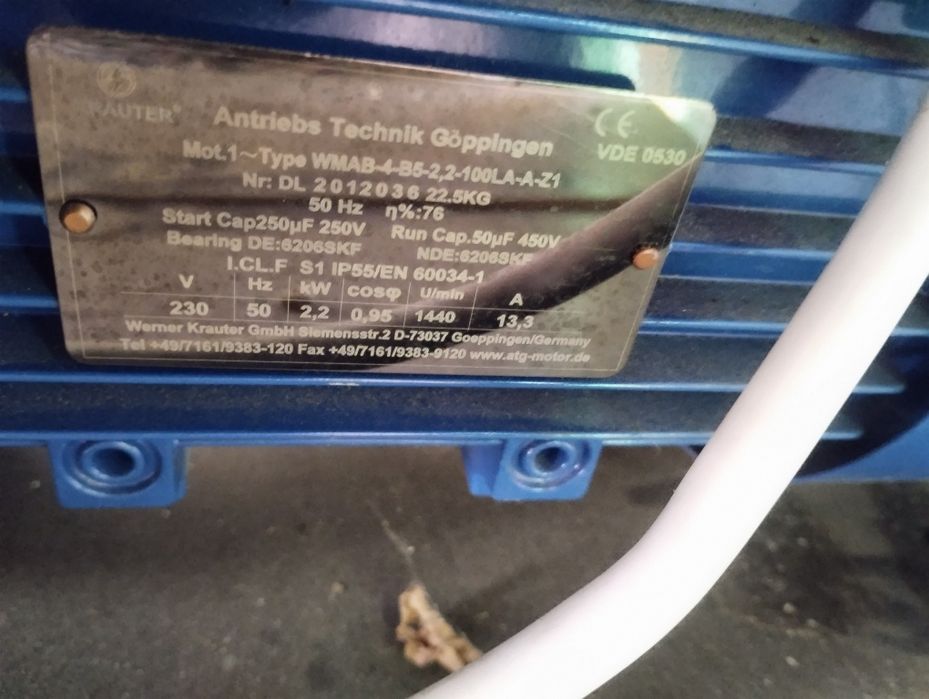 KRAUTER®
Antriebs Technik Göppingen
CE
VDE 0530
Mot.1~Type WMAB-4-B5-2,2-100LA-A-Z1
Nr: DL 2012036 22.5KG
50 Hz η%:76
Start Cap250µF 250V Run Cap.50µF 450V
Bearing DE:6206SKF NDE:6206SKF
I.CL.F S1 IP55/EN 60034-1
V Hz kW cosφ U/min A
230 50 2,2 0,95 1440 13,3
Werner Krauter GmbH Siemensstr.2 D-73037 Goeppingen/Germany
Tel +49/7161/9383-120 Fax +49/7161/9383-9120 www.atg-motor.de